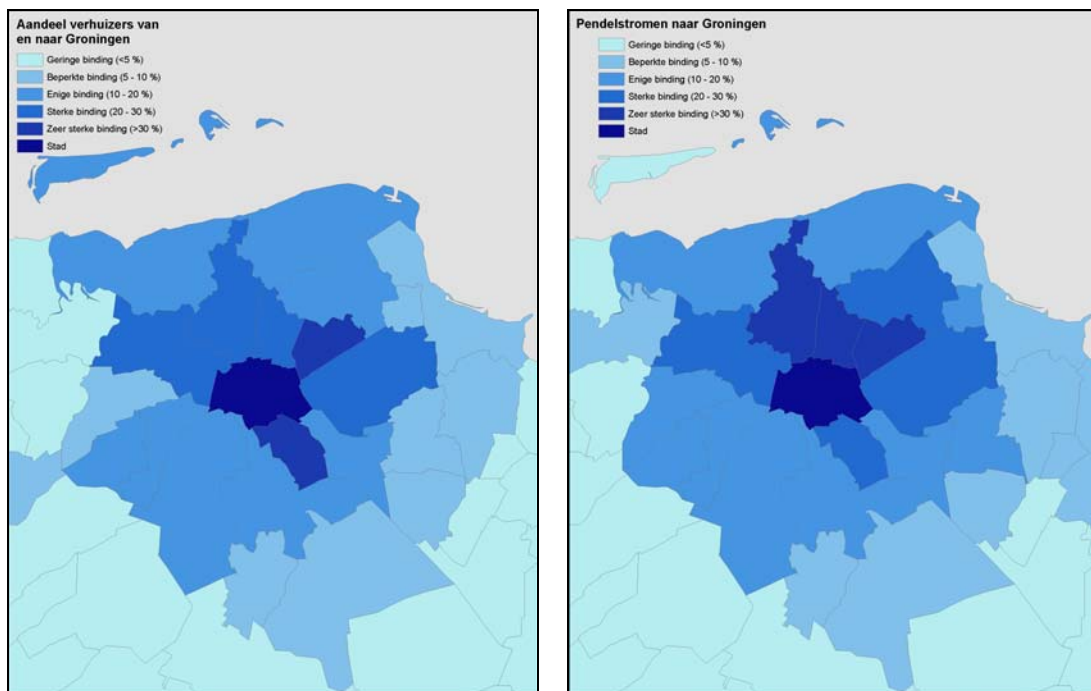 Aandeel verhuizers van
en naar Groningen
Geringe binding (<5 %)
Beperkte binding (5 - 10 %)
Enige binding (10 - 20 %)
Sterke binding (20 - 30 %)
Zeer sterke binding (>30 %)
Stad
Pendelstromen naar Groningen
Geringe binding (<5 %)
Beperkte binding (5 - 10 %)
Enige binding (10 - 20 %)
Sterke binding (20 - 30 %)
Zeer sterke binding (>30 %)
Stad